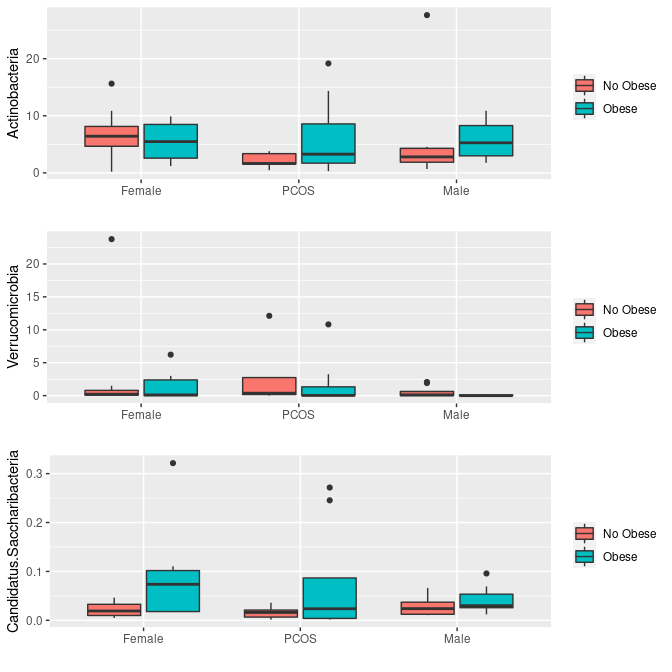 Actinobacteria
20
10
0
Female
PCOS
Male
No Obese
Obese
Verrucomicrobia
20
15
10
5
0
Female
PCOS
Male
No Obese
Obese
Candidatus.Saccharibacteria
0.3
0.2
0.1
0.0
Female
PCOS
Male
No Obese
Obese